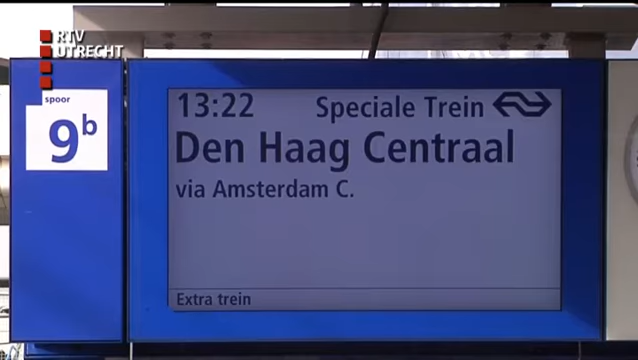 RTV
UTRECHT
spoor
9b
13:22 Speciale Trein
Den Haag Centraal
via Amsterdam C.
Extra trein